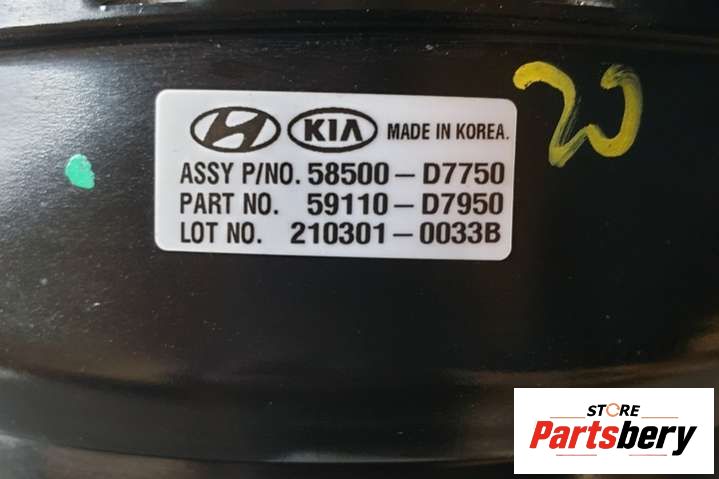 KIA MADE IN KOREA.
ASSY P/NO. 58500-D7750
PART NO. 59110-D7950
LOT NO. 210301-0033B
20
STORE
Partsbery